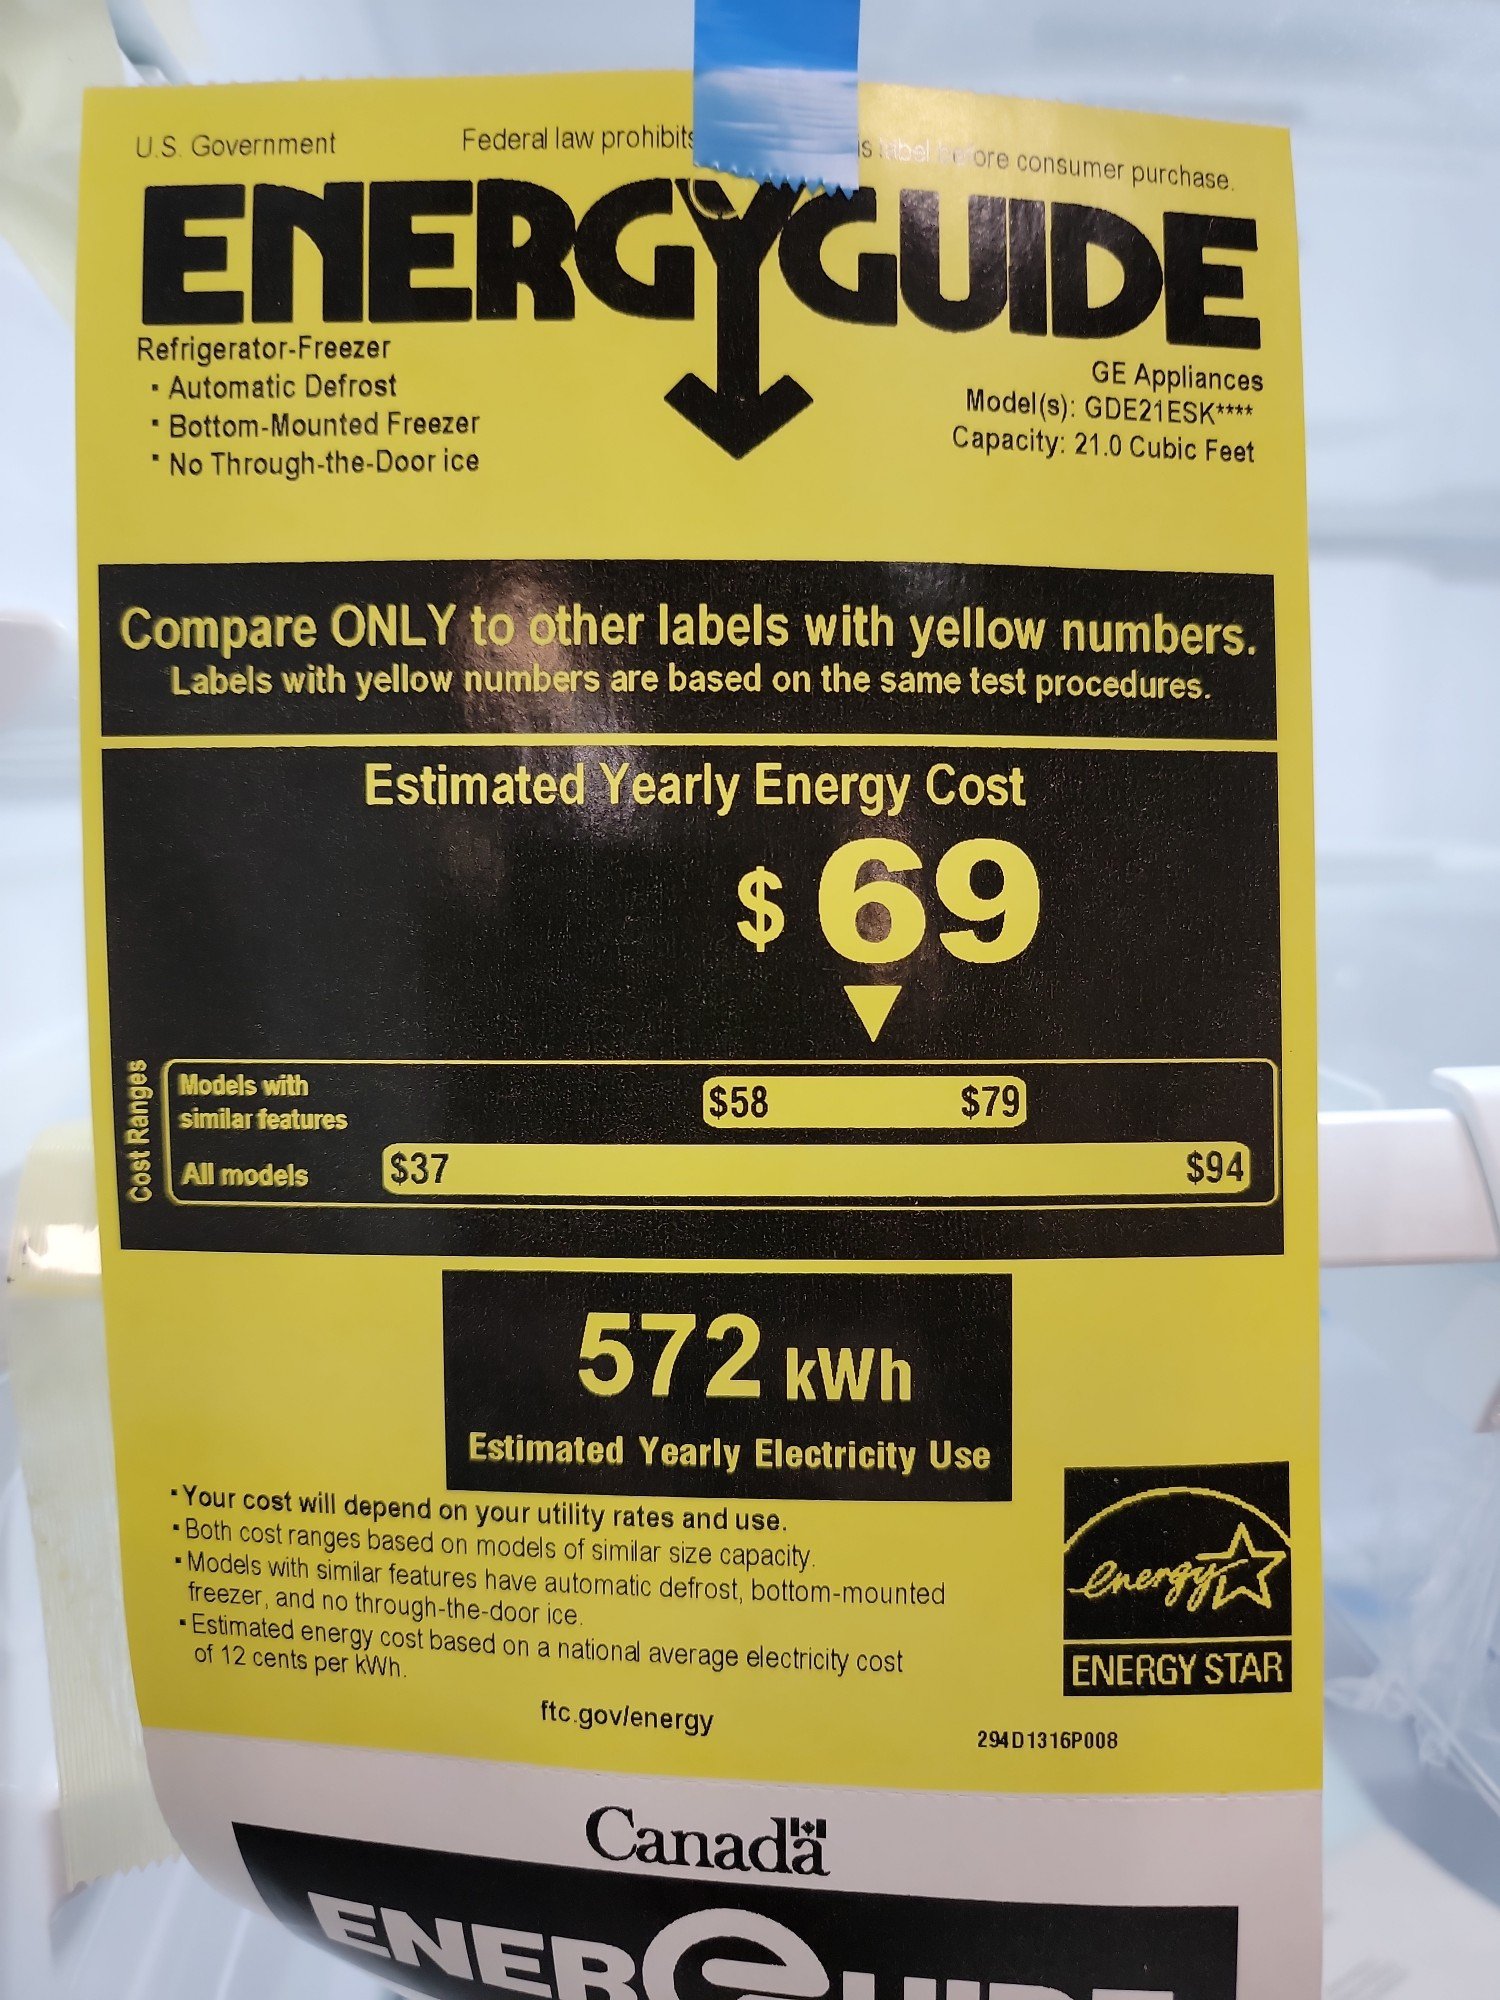 U.S. Government
Federal law prohibits label before consumer purchase.
ENERGYGUIDE
Refrigerator-Freezer
▪ Automatic Defrost
▪ Bottom-Mounted Freezer
▪ No Through-the-Door ice
GE Appliances
Model(s): GDE21ESK****
Capacity: 21.0 Cubic Feet
Compare ONLY to other labels with yellow numbers.
Labels with yellow numbers are based on the same test procedures.
Estimated Yearly Energy Cost
$ 69
Cost Ranges
Models with
similar features
$58 $79
All models
$37 $94
572 kWh
Estimated Yearly Electricity Use
▪ Your cost will depend on your utility rates and use.
▪ Both cost ranges based on models of similar size capacity.
▪ Models with similar features have automatic defrost, bottom-mounted
freezer, and no through-the-door ice.
▪ Estimated energy cost based on a national average electricity cost
of 12 cents per kWh.
energy
ENERGY STAR
ftc.gov/energy
294D1316P008
Canada
ENERGUIDE